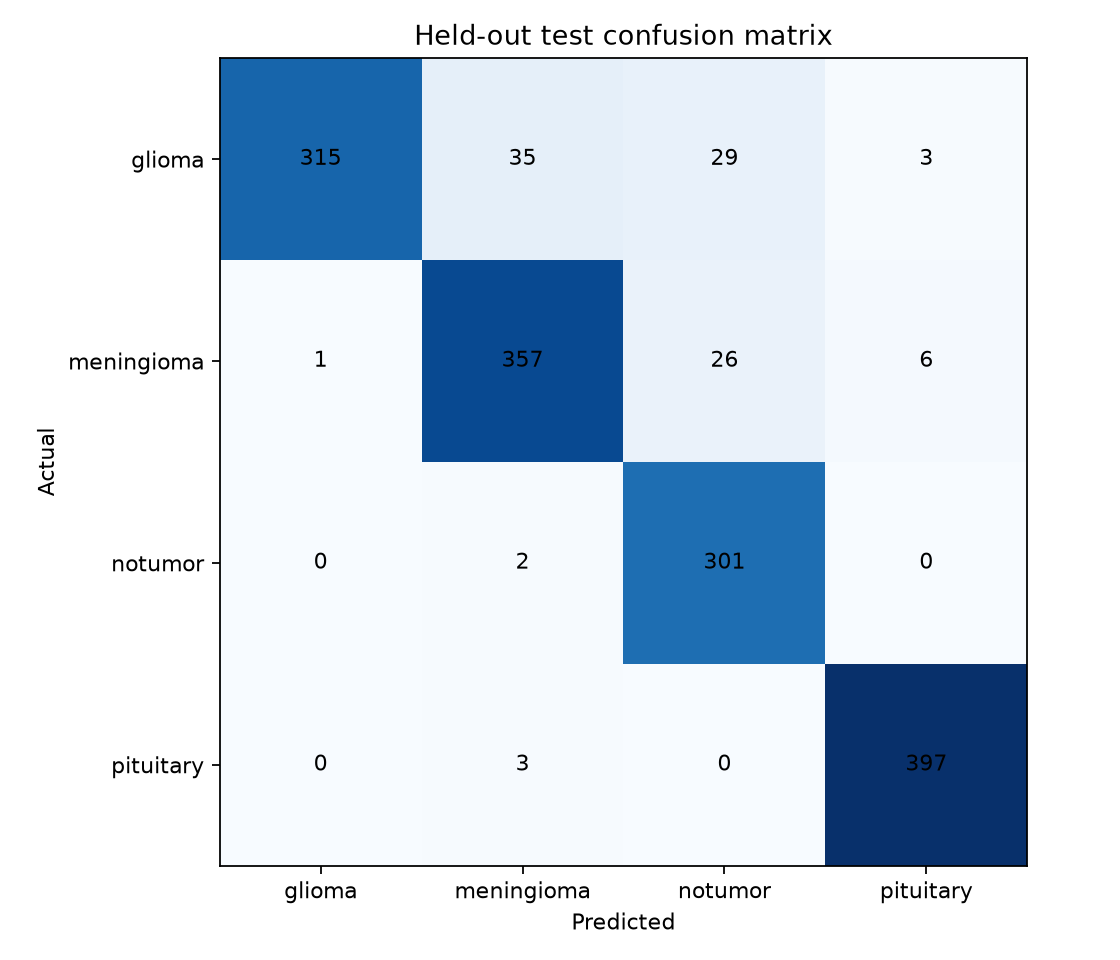 Held-out test confusion matrix
glioma 315 35 29 3
meningioma 1 357 26 6
Actual
notumor 0 2 301 0
pituitary 0 3 0 397
glioma meningioma notumor pituitary
Predicted